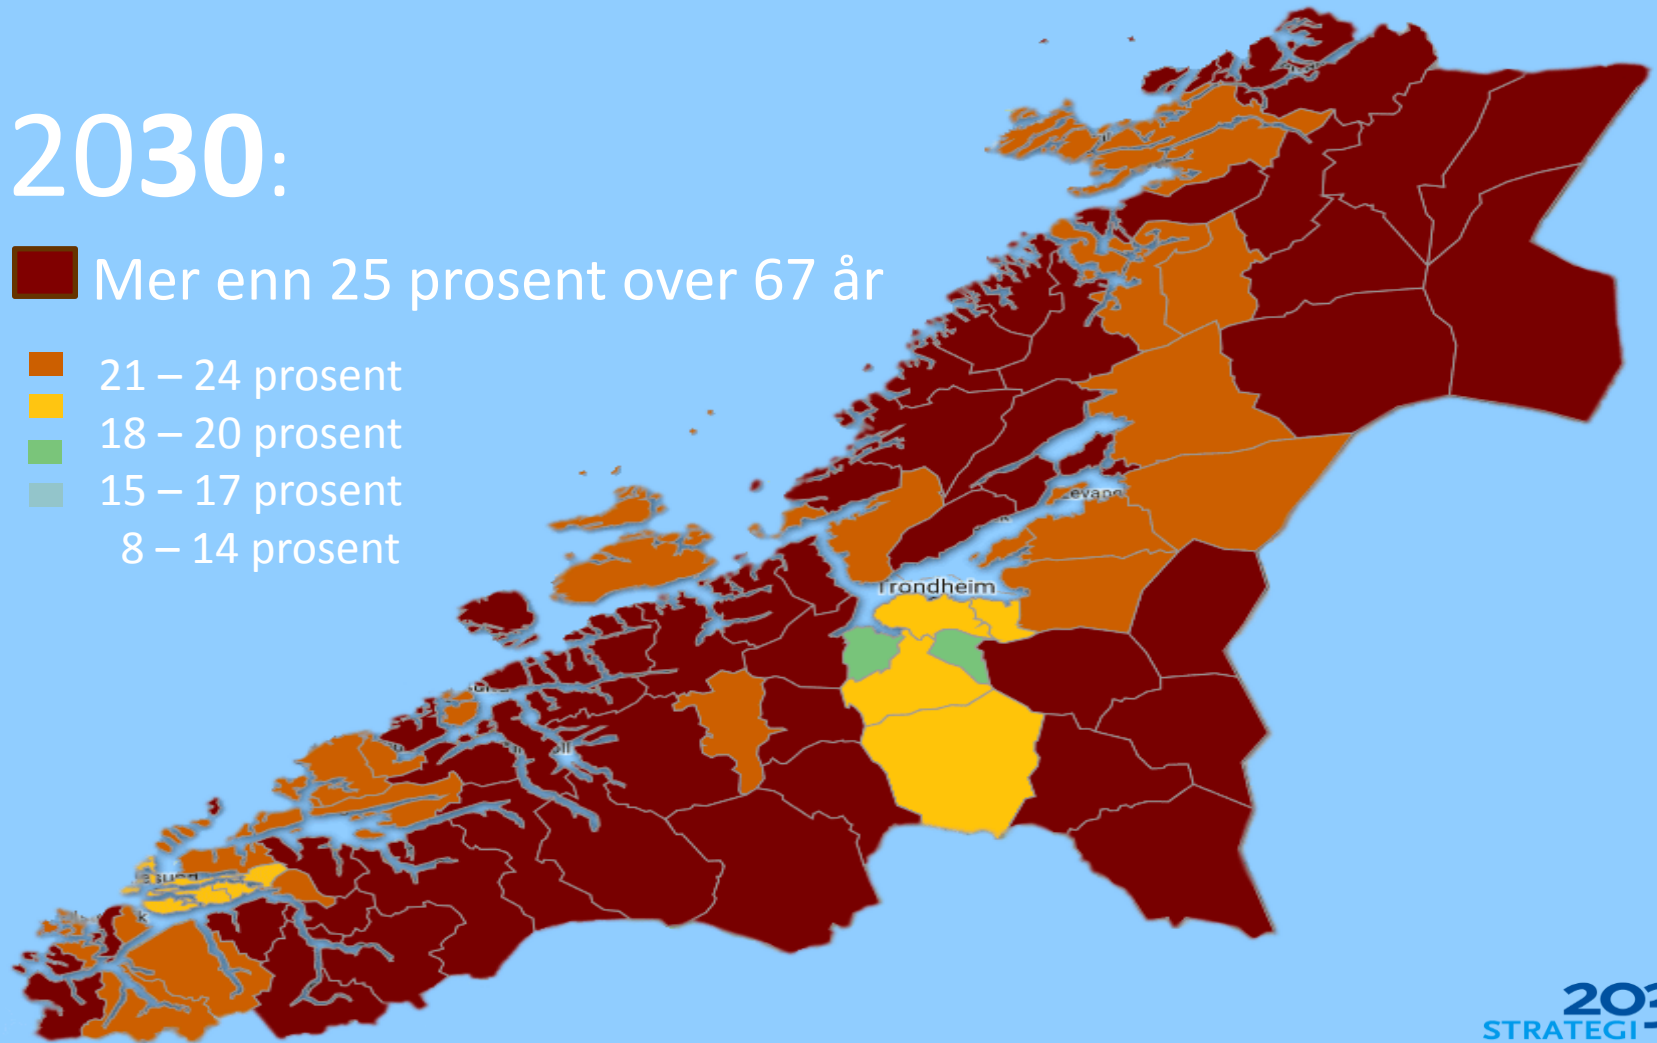 2030:
Mer enn 25 prosent over 67 år
21 – 24 prosent
18 – 20 prosent
15 – 17 prosent
8 – 14 prosent
Trondheim
STRATEGI